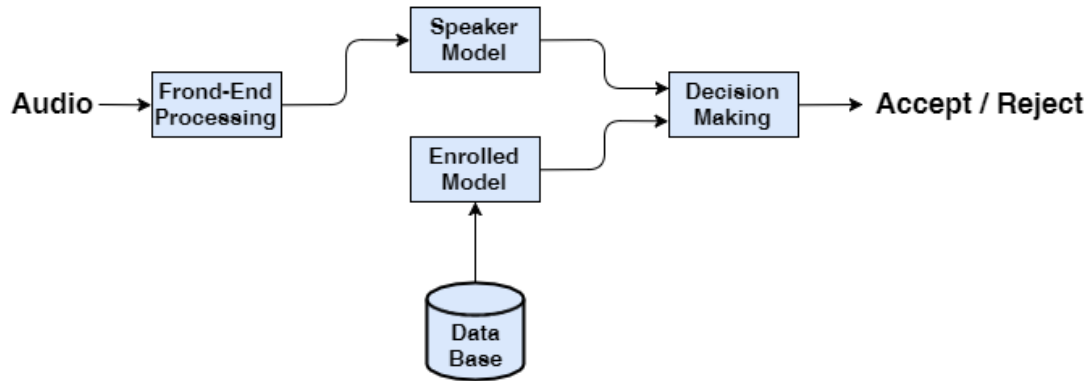 Audio
Frond-End
Processing
Speaker
Model
Enrolled
Model
Data
Base
Decision
Making
Accept / Reject